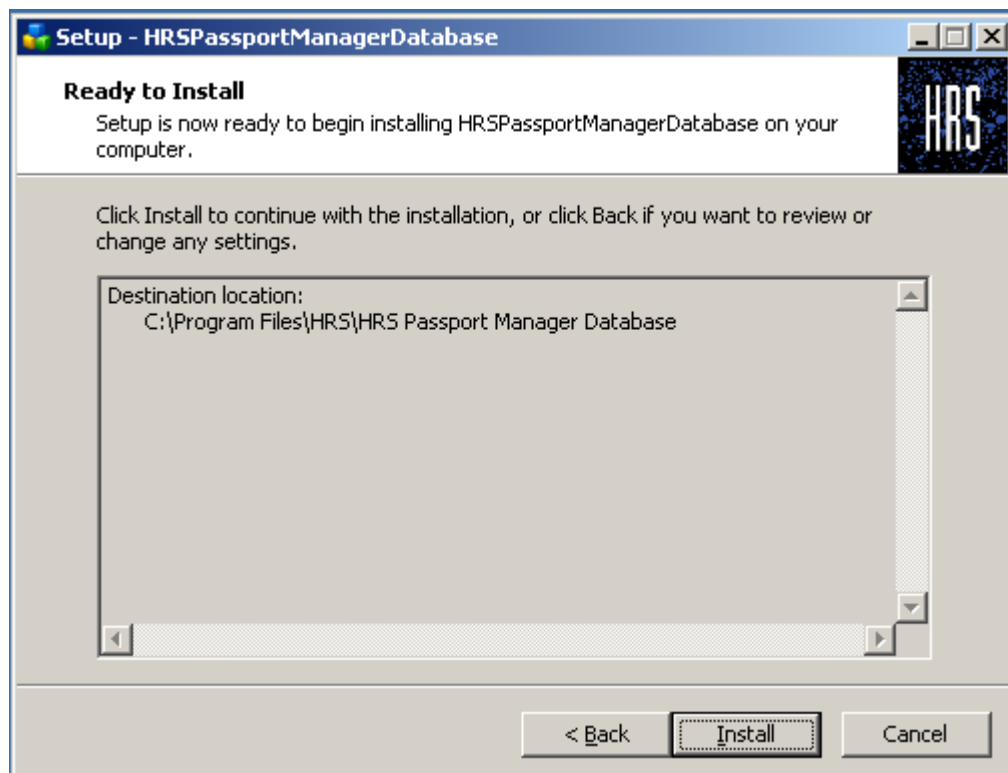 Setup - HRSPassportManagerDatabase
Ready to Install
Setup is now ready to begin installing HRSPassportManagerDatabase on your
computer.
HRS
Click Install to continue with the installation, or click Back if you want to review or
change any settings.
Destination location:
C:\Program Files\HRS\HRS Passport Manager Database
< Back
Install
Cancel